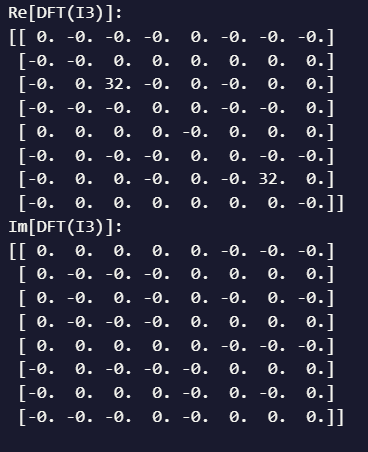 Re[DFT(I3)]:
[[ 0. -0. -0. -0.  0. -0. -0. -0.]
 [-0. -0.  0.  0.  0.  0.  0.  0.]
 [-0.  0. 32. -0.  0. -0.  0.  0.]
 [-0. -0. -0.  0.  0. -0. -0.  0.]
 [ 0.  0.  0.  0. -0.  0.  0.  0.]
 [-0.  0. -0. -0.  0.  0. -0. -0.]
 [-0.  0.  0. -0.  0. -0. 32.  0.]
 [-0.  0.  0.  0.  0.  0.  0. -0.]]
Im[DFT(I3)]:
[[ 0.  0.  0.  0.  0. -0. -0. -0.]
 [ 0. -0. -0. -0. -0.  0.  0.  0.]
 [ 0. -0.  0. -0.  0. -0.  0. -0.]
 [ 0. -0. -0. -0.  0.  0.  0.  0.]
 [ 0.  0.  0.  0.  0. -0. -0. -0.]
 [-0.  0.  0. -0.  0.  0.  0.  0.]
 [-0.  0.  0.  0.  0.  0. -0.  0.]
 [-0. -0. -0.  0. -0.  0.  0.  0.]]